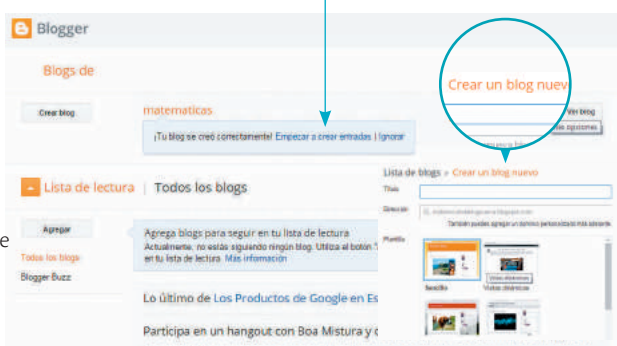 Blogger
Blogs de
Crear blog
matematicas
¡Tu blog se creó correctamente! Empezar a crear entradas | Ignorar
Crear un blog nuev
Ver blog
opiniones
Lista de lectura | Todos los blogs
Agregar
Todos los blogs
Blogger Buzz
e
Agrega blogs para seguir en tu lista de lectura
Actualmente, no estás siguiendo ningún blog. Utiliza el botón "
en tu lista de lectura. Más información
Lo último de Los Productos de Google en Es
Participa en un hangout con Boa Mistura y c
Lista de blogs » Crear un blog nuevo
Título
Dirección
También puedes agregar un dominio personalizado más adelante.
Plantilla
Sencillo
Vistas dinámicas
Vistas dinámicas